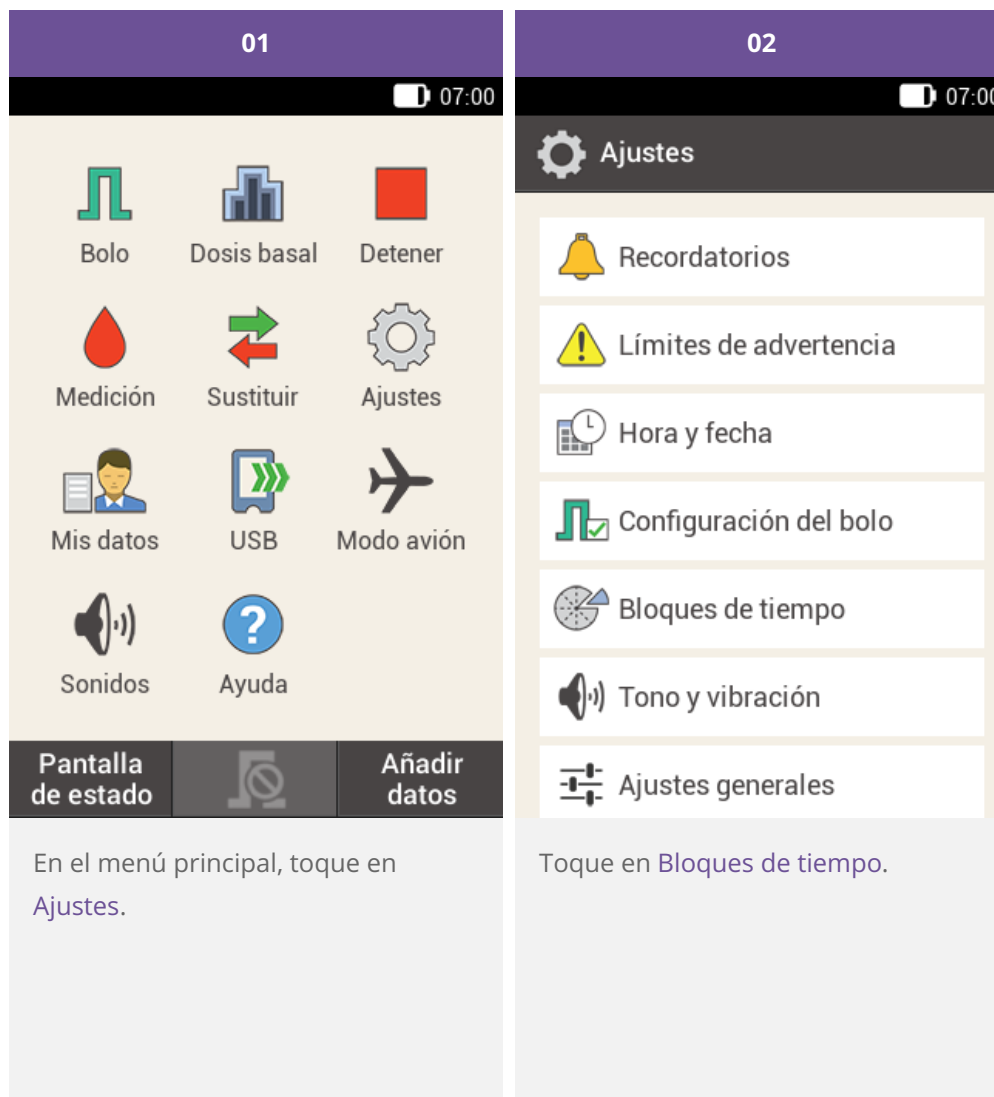 01
07:00
Bolo
Dosis basal
Detener
Medición
Sustituir
Ajustes
Mis datos
USB
Modo avión
Sonidos
Ayuda
Pantalla
de estado
Añadir
datos
En el menú principal, toque en
Ajustes.
02
07:00
Ajustes
Recordatorios
Límites de advertencia
Hora y fecha
Configuración del bolo
Bloques de tiempo
Tono y vibración
Ajustes generales
Toque en Bloques de tiempo.